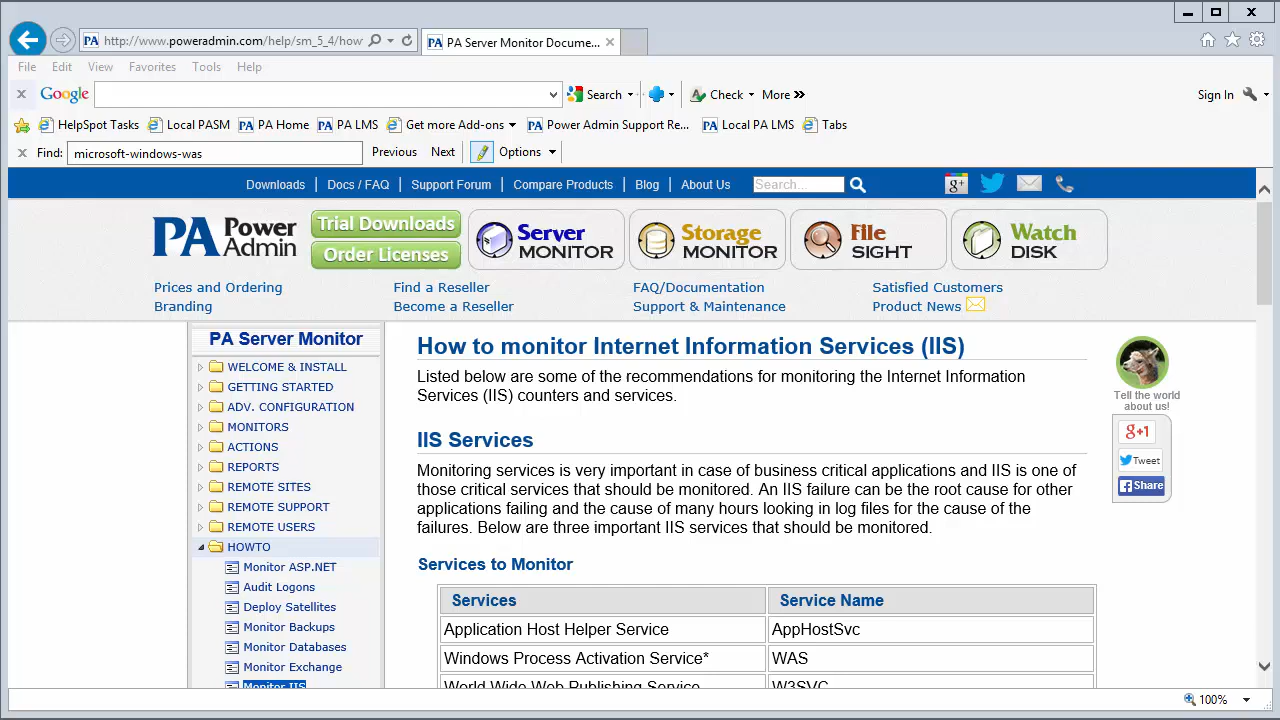 http://www.poweradmin.com/help/sm_5_4/how
PA Server Monitor Docume...
File Edit View Favorites Tools Help
Google Search Check More » Sign In
HelpSpot Tasks Local PASM PA Home PA LMS Get more Add-ons Power Admin Support Re... Local PA LMS Tabs
Find: microsoft-windows-was Previous Next Options
Downloads | Docs / FAQ | Support Forum | Compare Products | Blog | About Us Search...
PA Power Admin
Trial Downloads
Order Licenses
Server MONITOR
Storage MONITOR
File SIGHT
Watch DISK
Prices and Ordering Find a Reseller FAQ/Documentation Satisfied Customers
Branding Become a Reseller Support & Maintenance Product News
PA Server Monitor
WELCOME & INSTALL
GETTING STARTED
ADV. CONFIGURATION
MONITORS
ACTIONS
REPORTS
REMOTE SITES
REMOTE SUPPORT
REMOTE USERS
HOWTO
Monitor ASP.NET
Audit Logons
Deploy Satellites
Monitor Backups
Monitor Databases
Monitor Exchange
Monitor IIS
How to monitor Internet Information Services (IIS)
Listed below are some of the recommendations for monitoring the Internet Information
Services (IIS) counters and services.
IIS Services
Monitoring services is very important in case of business critical applications and IIS is one of
those critical services that should be monitored. An IIS failure can be the root cause for other
applications failing and the cause of many hours looking in log files for the cause of the
failures. Below are three important IIS services that should be monitored.
Services to Monitor
Services Service Name
Application Host Helper Service AppHostSvc
Windows Process Activation Service* WAS
World Wide Web Publishing Service W3SVC
Tell the world
about us!
g+1
Tweet
Share
100%